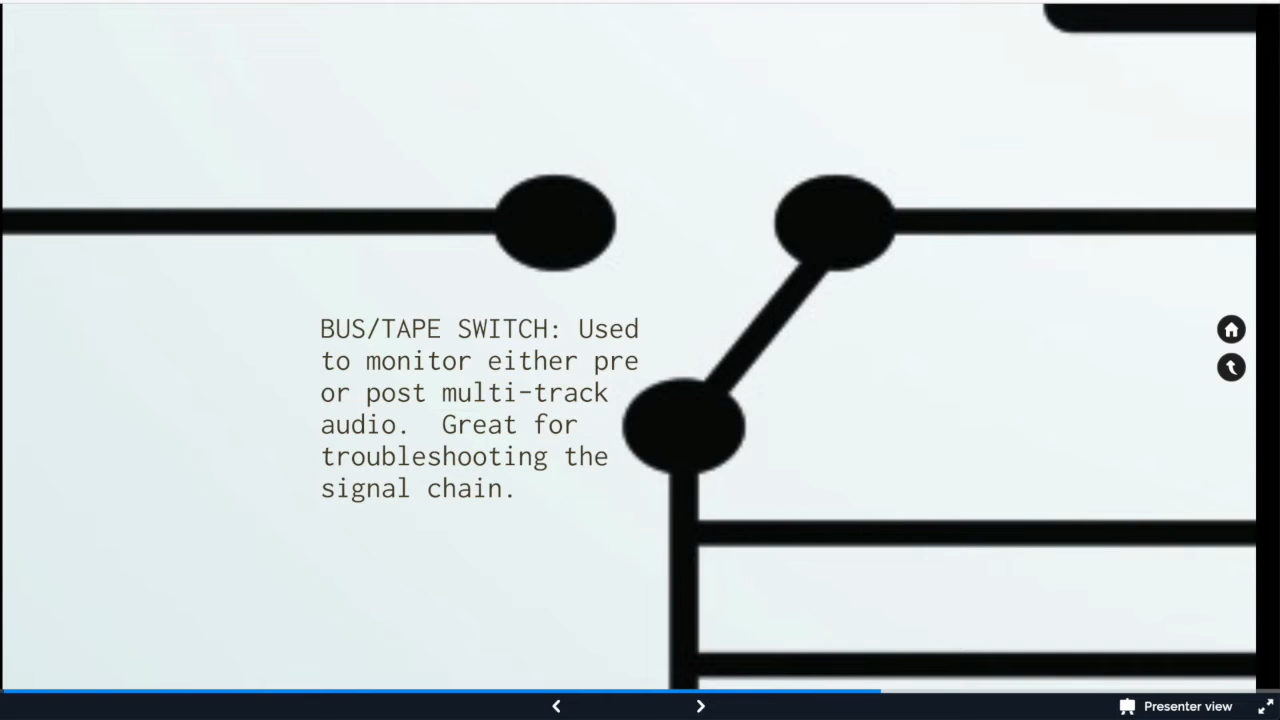 BUS/TAPE SWITCH: Used
to monitor either pre
or post multi-track
audio.  Great for
troubleshooting the
signal chain.
Presenter view